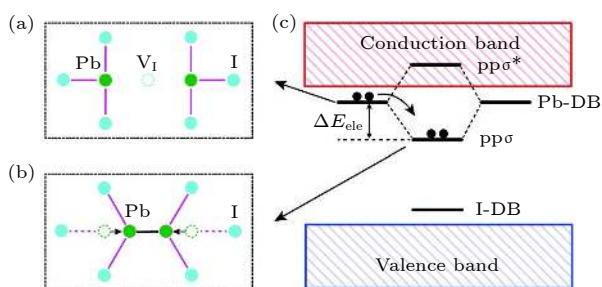 (a)
Pb
V_I
I
(b)
Pb
I
(c)
Conduction band
ppσ*
Pb-DB
ΔE_ele
ppσ
I-DB
Valence band